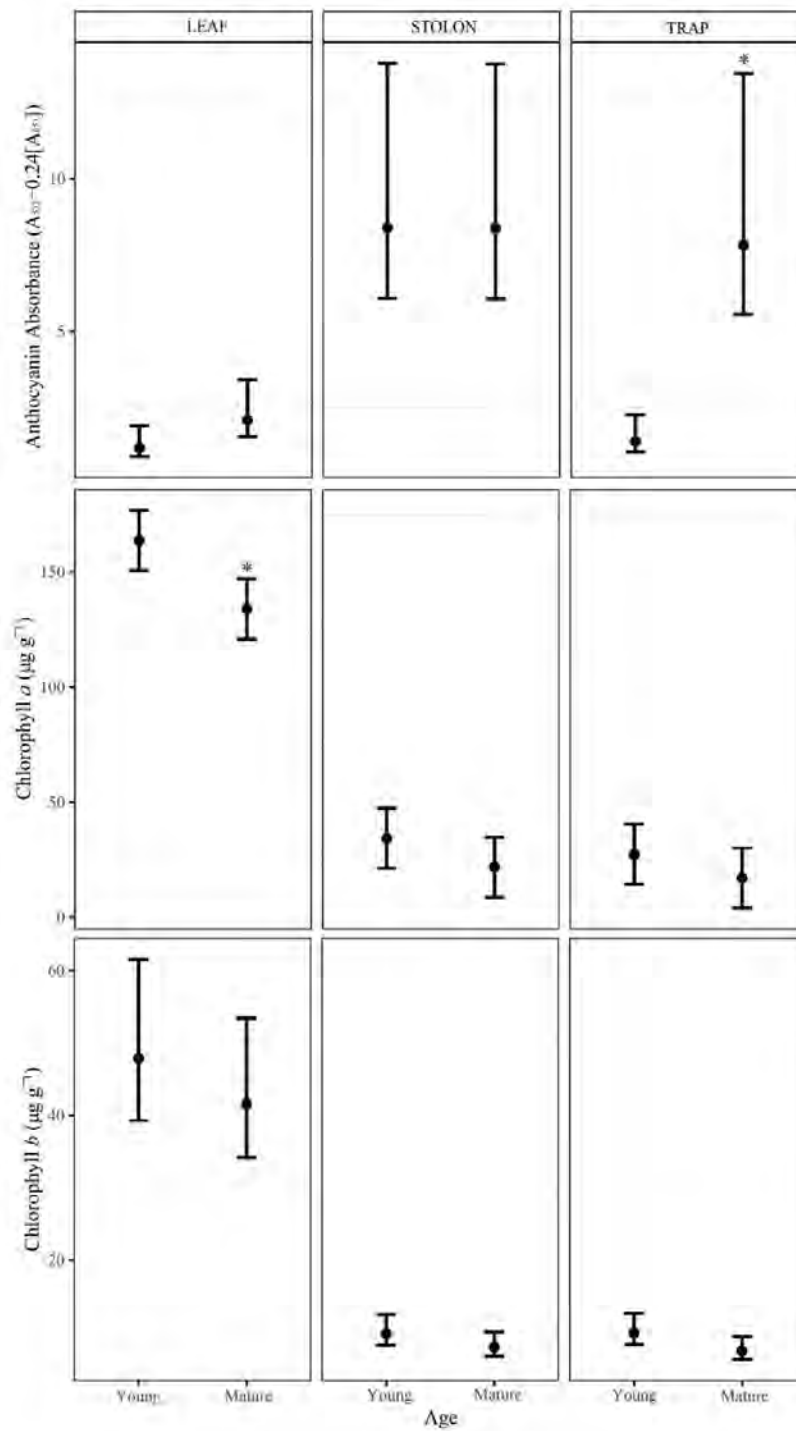 LEAF STOLON TRAP
*
Anthocyanin Absorbance
10
5
*
Chlorophyll a (µg g⁻¹)
150
100
50
0
Chlorophyll b (µg g⁻¹)
60
40
20
Young Mature Young Mature Young Mature
Age